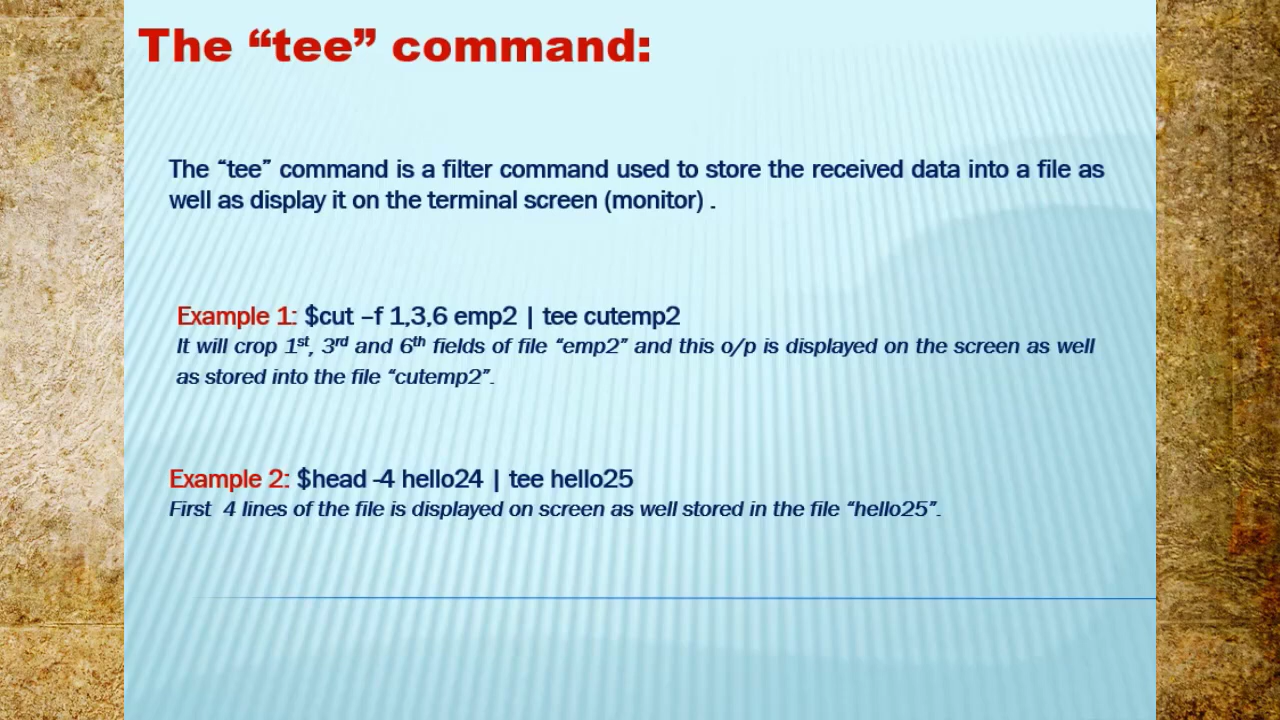 The “tee” command:
The “tee” command is a filter command used to store the received data into a file as
well as display it on the terminal screen (monitor) .
Example 1: $cut –f 1,3,6 emp2 | tee cutemp2
It will crop 1st, 3rd and 6th fields of file “emp2” and this o/p is displayed on the screen as well
as stored into the file “cutemp2”.
Example 2: $head -4 hello24 | tee hello25
First 4 lines of the file is displayed on screen as well stored in the file “hello25”.